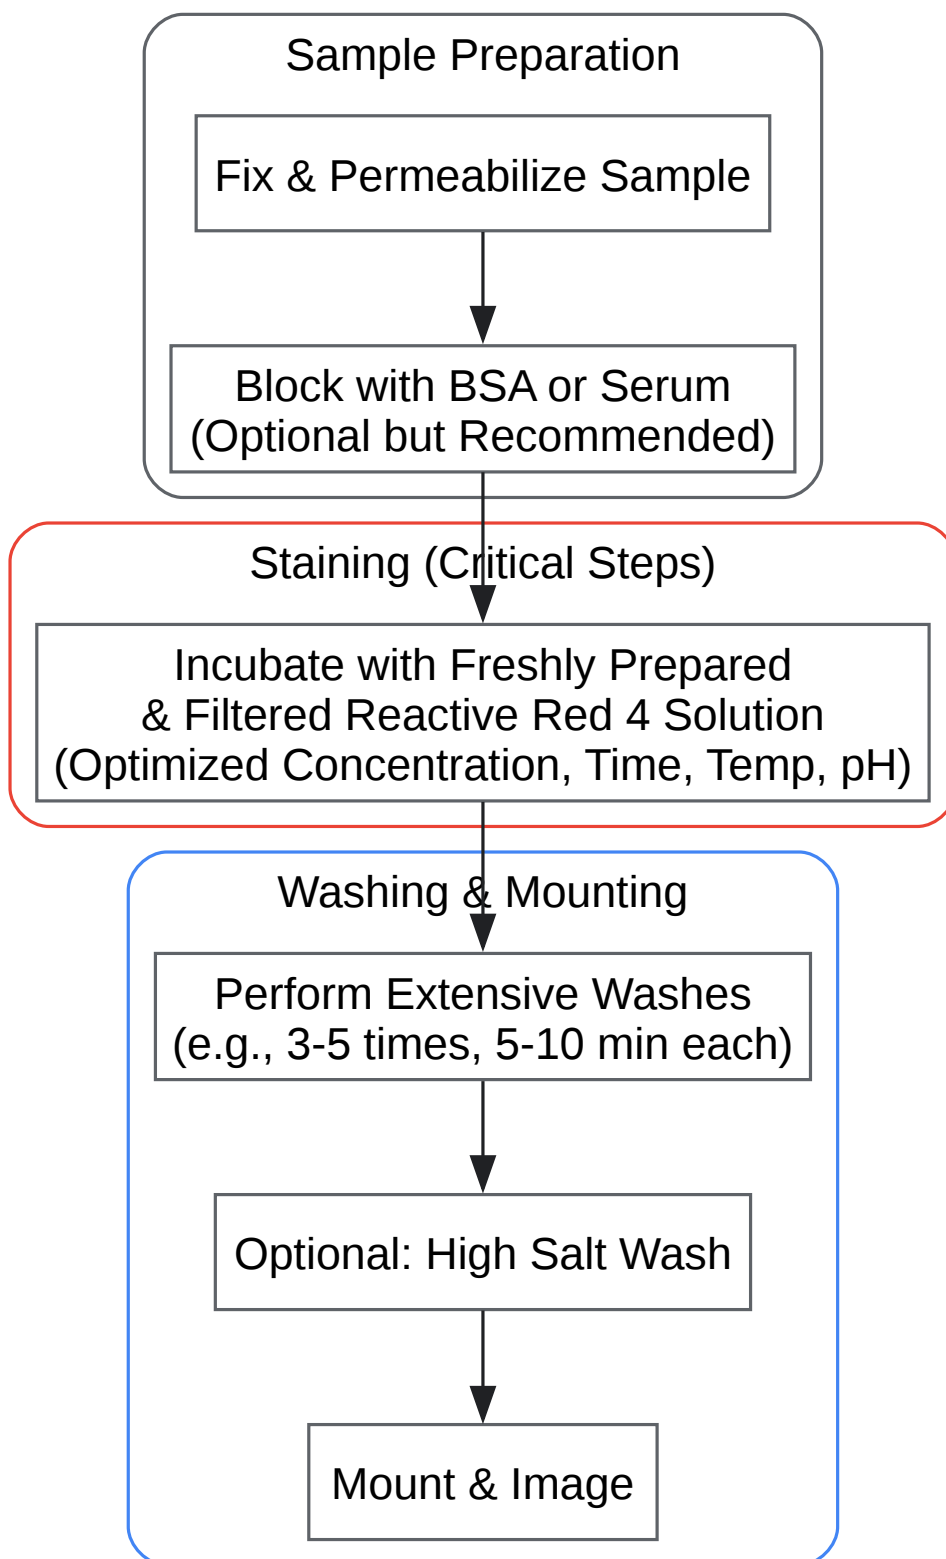 Sample Preparation
Fix & Permeabilize Sample
Block with BSA or Serum
(Optional but Recommended)
Staining (Critical Steps)
Incubate with Freshly Prepared
& Filtered Reactive Red 4 Solution
(Optimized Concentration, Time, Temp, pH)
Washing & Mounting
Perform Extensive Washes
(e.g., 3-5 times, 5-10 min each)
Optional: High Salt Wash
Mount & Image